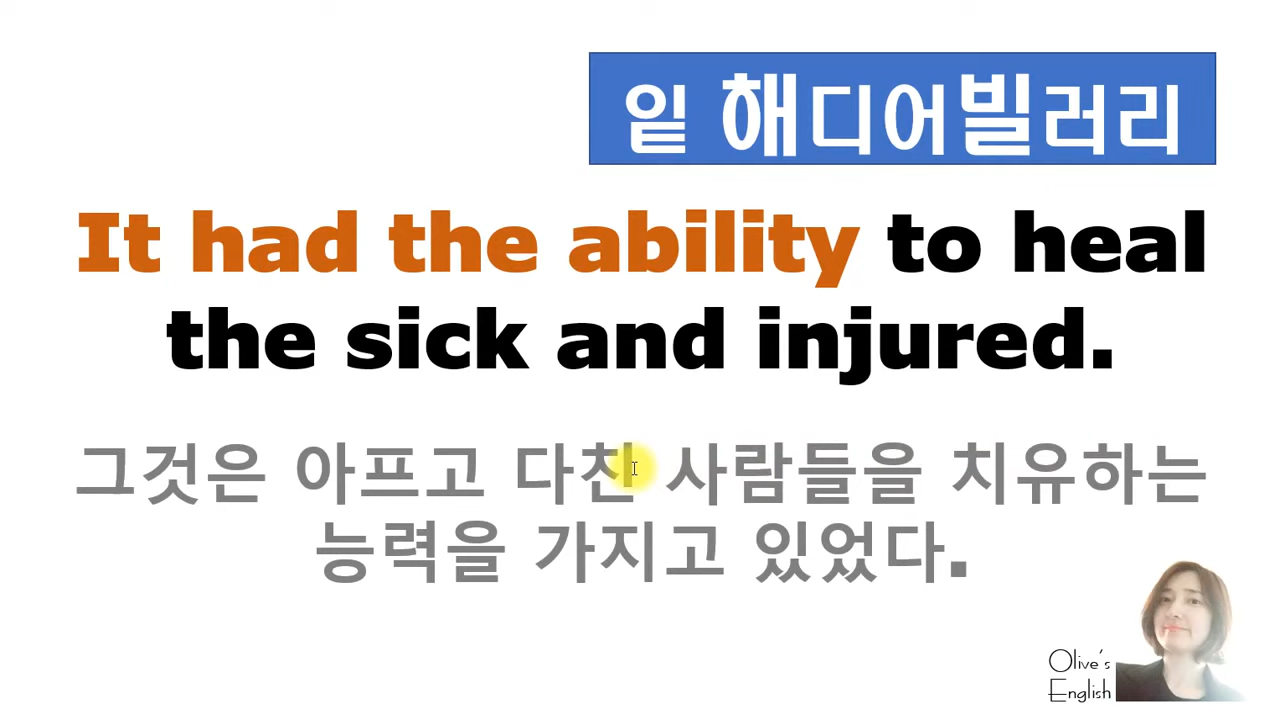 잍 해디어빌러리
It had the ability to heal
the sick and injured.
그것은 아프고 다친 사람들을 치유하는
능력을 가지고 있었다.
Olive's
English